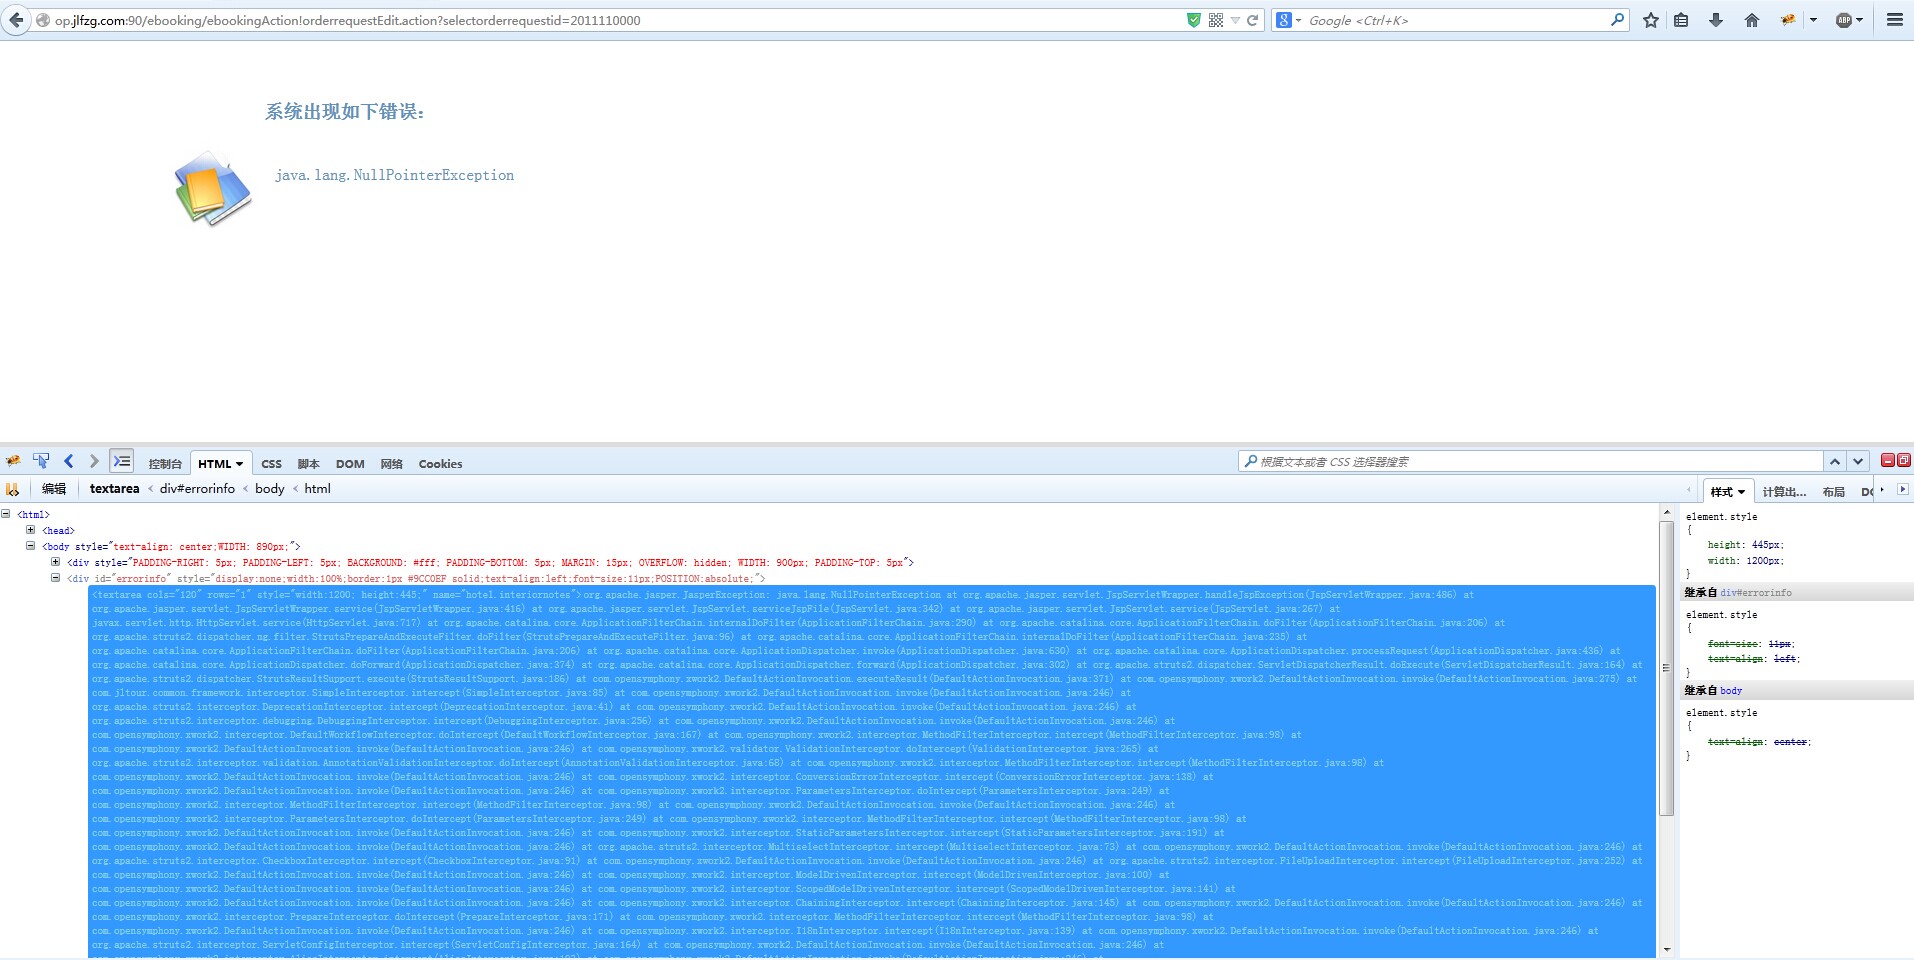 op.jlfzg.com:90/ebooking/ebookingAction!orderrequestEdit.action?selectorderrequestid=2011110000
Google <Ctrl+K>
ABP
系统出现如下错误:
java.lang.NullPointerException
控制台 HTML CSS 脚本 DOM 网络 Cookies
根据文本或者 CSS 选择器搜索
编辑 textarea < div#errorinfo < body < html
样式 计算出... 布局 DO
<html>
<head>
<body style="text-align: center;WIDTH: 890px;">
<div style="PADDING-RIGHT: 5px; PADDING-LEFT: 5px; BACKGROUND: #fff; PADDING-BOTTOM: 5px; MARGIN: 15px; OVERFLOW: hidden; WIDTH: 900px; PADDING-TOP: 5px">
<div id="errorinfo" style="display:none;width:100%;border:1px #9CCOEF solid;text-align:left;font-size:11px;POSITION:absolute;">
<textarea cols="120" rows="1" style="width:1200; height:445;" name="hotel.interiornotes"> org.apache.jasper.JasperException: java.lang.NullPointerException at org.apache.jasper.servlet.JspServletWrapper.handleJspException(JspServletWrapper.java:486) at
org.apache.jasper.servlet.JspServletWrapper.service(JspServletWrapper.java:416) at org.apache.jasper.servlet.JspServlet.serviceJspFile(JspServlet.java:342) at org.apache.jasper.servlet.JspServlet.service(JspServlet.java:267) at
javax.servlet.http.HttpServlet.service(HttpServlet.java:717) at org.apache.catalina.core.ApplicationFilterChain.internalDoFilter(ApplicationFilterChain.java:290) at org.apache.catalina.core.ApplicationFilterChain.doFilter(ApplicationFilterChain.java:206) at
org.apache.struts2.dispatcher.ng.filter.StrutsPrepareAndExecuteFilter.doFilter(StrutsPrepareAndExecuteFilter.java:96) at org.apache.catalina.core.ApplicationFilterChain.internalDoFilter(ApplicationFilterChain.java:235) at
org.apache.catalina.core.ApplicationFilterChain.doFilter(ApplicationFilterChain.java:206) at org.apache.catalina.core.ApplicationDispatcher.invoke(ApplicationDispatcher.java:630) at org.apache.catalina.core.ApplicationDispatcher.processRequest(ApplicationDispatcher.java:436) at
org.apache.catalina.core.ApplicationDispatcher.doForward(ApplicationDispatcher.java:374) at org.apache.catalina.core.ApplicationDispatcher.forward(ApplicationDispatcher.java:302) at org.apache.struts2.dispatcher.ServletDispatcherResult.doExecute(ServletDispatcherResult.java:164) at
org.apache.struts2.dispatcher.StrutsResultSupport.execute(StrutsResultSupport.java:186) at com.opensymphony.xwork2.DefaultActionInvocation.executeResult(DefaultActionInvocation.java:371) at com.opensymphony.xwork2.DefaultActionInvocation.invoke(DefaultActionInvocation.java:275) at
com.jltour.common.framework.interceptor.SimpleInterceptor.intercept(SimpleInterceptor.java:85) at com.opensymphony.xwork2.DefaultActionInvocation.invoke(DefaultActionInvocation.java:246) at
org.apache.struts2.interceptor.DeprecationInterceptor.intercept(DeprecationInterceptor.java:41) at com.opensymphony.xwork2.DefaultActionInvocation.invoke(DefaultActionInvocation.java:246) at
org.apache.struts2.interceptor.debugging.DebuggingInterceptor.intercept(DebuggingInterceptor.java:256) at com.opensymphony.xwork2.DefaultActionInvocation.invoke(DefaultActionInvocation.java:246) at
com.opensymphony.xwork2.interceptor.DefaultWorkflowInterceptor.doIntercept(DefaultWorkflowInterceptor.java:167) at com.opensymphony.xwork2.interceptor.MethodFilterInterceptor.intercept(MethodFilterInterceptor.java:98) at
com.opensymphony.xwork2.DefaultActionInvocation.invoke(DefaultActionInvocation.java:246) at com.opensymphony.xwork2.validator.ValidationInterceptor.doIntercept(ValidationInterceptor.java:265) at
org.apache.struts2.interceptor.validation.AnnotationValidationInterceptor.doIntercept(AnnotationValidationInterceptor.java:68) at com.opensymphony.xwork2.interceptor.MethodFilterInterceptor.intercept(MethodFilterInterceptor.java:98) at
com.opensymphony.xwork2.DefaultActionInvocation.invoke(DefaultActionInvocation.java:246) at com.opensymphony.xwork2.interceptor.ConversionErrorInterceptor.intercept(ConversionErrorInterceptor.java:138) at
com.opensymphony.xwork2.DefaultActionInvocation.invoke(DefaultActionInvocation.java:246) at com.opensymphony.xwork2.interceptor.ParametersInterceptor.doIntercept(ParametersInterceptor.java:249) at
com.opensymphony.xwork2.interceptor.MethodFilterInterceptor.intercept(MethodFilterInterceptor.java:98) at com.opensymphony.xwork2.DefaultActionInvocation.invoke(DefaultActionInvocation.java:246) at
com.opensymphony.xwork2.interceptor.ParametersInterceptor.doIntercept(ParametersInterceptor.java:249) at com.opensymphony.xwork2.interceptor.MethodFilterInterceptor.intercept(MethodFilterInterceptor.java:98) at
com.opensymphony.xwork2.DefaultActionInvocation.invoke(DefaultActionInvocation.java:246) at com.opensymphony.xwork2.interceptor.StaticParametersInterceptor.intercept(StaticParametersInterceptor.java:191) at
com.opensymphony.xwork2.DefaultActionInvocation.invoke(DefaultActionInvocation.java:246) at org.apache.struts2.interceptor.MultiselectInterceptor.intercept(MultiselectInterceptor.java:73) at com.opensymphony.xwork2.DefaultActionInvocation.invoke(DefaultActionInvocation.java:246) at
org.apache.struts2.interceptor.CheckboxInterceptor.intercept(CheckboxInterceptor.java:91) at com.opensymphony.xwork2.DefaultActionInvocation.invoke(DefaultActionInvocation.java:246) at org.apache.struts2.interceptor.FileUploadInterceptor.intercept(FileUploadInterceptor.java:252) at
com.opensymphony.xwork2.DefaultActionInvocation.invoke(DefaultActionInvocation.java:246) at com.opensymphony.xwork2.interceptor.ModelDrivenInterceptor.intercept(ModelDrivenInterceptor.java:100) at
com.opensymphony.xwork2.DefaultActionInvocation.invoke(DefaultActionInvocation.java:246) at com.opensymphony.xwork2.interceptor.ScopedModelDrivenInterceptor.intercept(ScopedModelDrivenInterceptor.java:141) at
com.opensymphony.xwork2.DefaultActionInvocation.invoke(DefaultActionInvocation.java:246) at com.opensymphony.xwork2.interceptor.ChainingInterceptor.intercept(ChainingInterceptor.java:145) at com.opensymphony.xwork2.DefaultActionInvocation.invoke(DefaultActionInvocation.java:246) at
com.opensymphony.xwork2.interceptor.PrepareInterceptor.doIntercept(PrepareInterceptor.java:171) at com.opensymphony.xwork2.interceptor.MethodFilterInterceptor.intercept(MethodFilterInterceptor.java:98) at
com.opensymphony.xwork2.DefaultActionInvocation.invoke(DefaultActionInvocation.java:246) at com.opensymphony.xwork2.interceptor.I18nInterceptor.intercept(I18nInterceptor.java:139) at com.opensymphony.xwork2.DefaultActionInvocation.invoke(DefaultActionInvocation.java:246) at
org.apache.struts2.interceptor.ServletConfigInterceptor.intercept(ServletConfigInterceptor.java:164) at com.opensymphony.xwork2.DefaultActionInvocation.invoke(DefaultActionInvocation.java:246) at
element.style
{
height: 445px;
width: 1200px;
}
继承自 div#errorinfo
element.style
{
font-size: 11px;
text-align: left;
}
继承自 body
element.style
{
text-align: center;
}